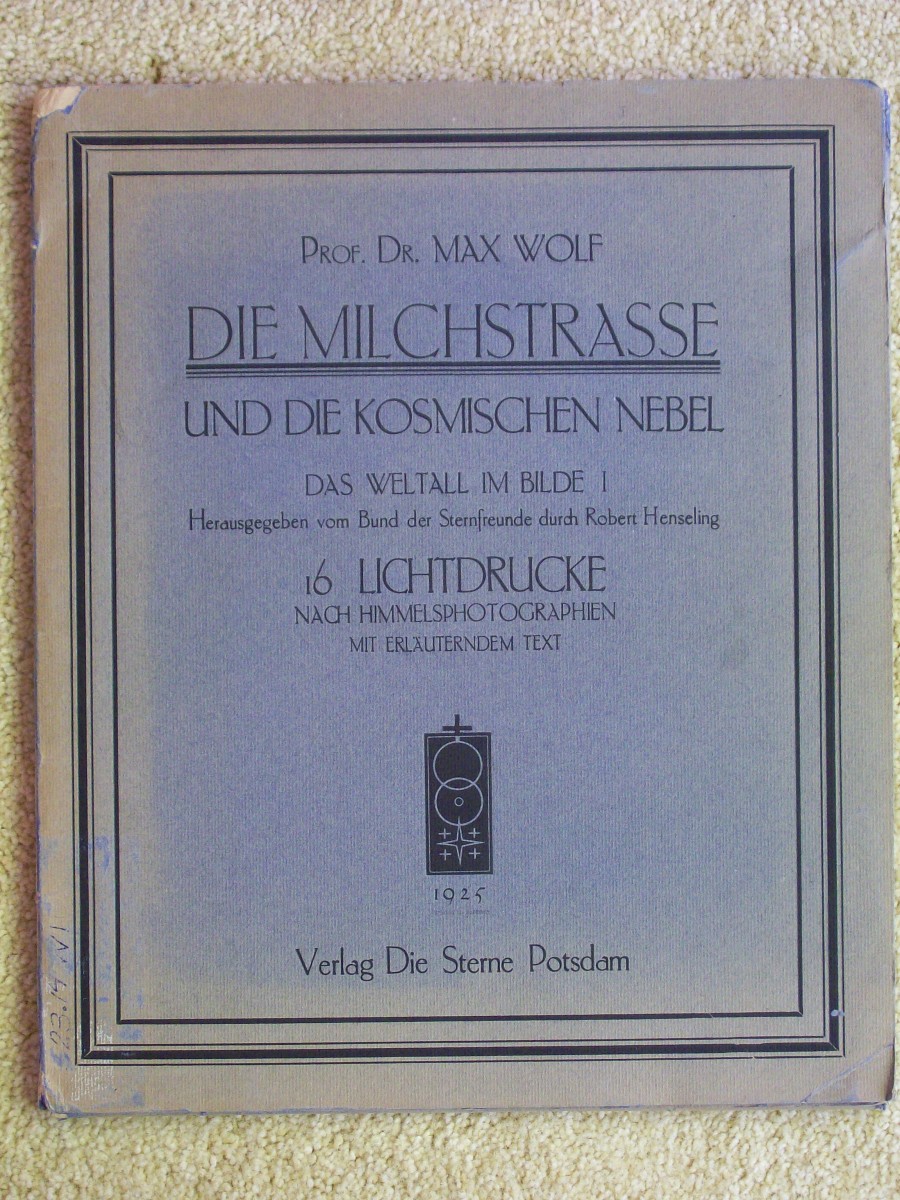 PROF. DR. MAX WOLF
DIE MILCHSTRASSE
UND DIE KOSMISCHEN NEBEL
DAS WELTALL IM BILDE I
Herausgegeben vom Bund der Sternfreunde durch Robert Henseling
16 LICHTDRUCKE
NACH HIMMELSPHOTOGRAPHIEN
MIT ERLÄUTERNDEM TEXT
1925
Verlag Die Sterne Potsdam